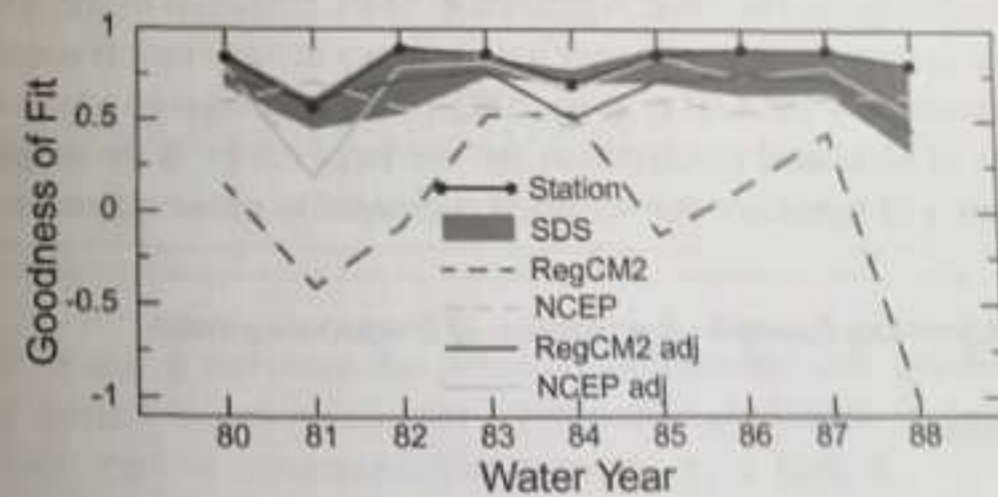 1
0.5
0
-0.5
-1
Goodness of Fit
Station
SDS
RegCM2
NCEP
RegCM2 adj
NCEP adj
80 81 82 83 84 85 86 87 88
Water Year